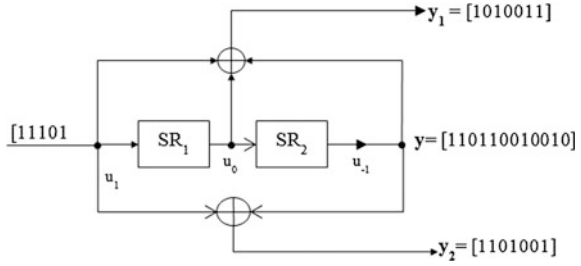 y₁ = [1010011]
[11101
SR₁
SR₂
y= [110110010010]
u₁
u₀
u₋₁
y₂ = [1101001]